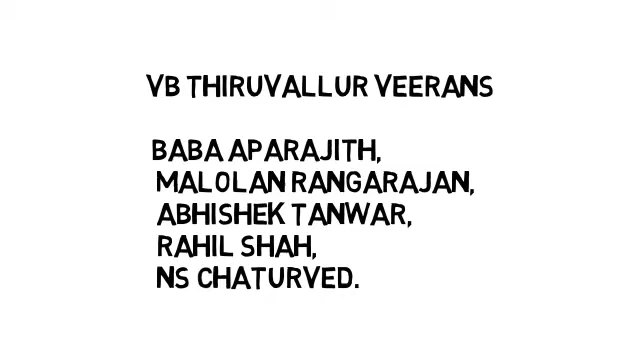 VB THIRUVALLUR VEERANS
BABA APARAJITH,
MALOLAN RANGARAJAN,
ABHISHEK TANWAR,
RAHIL SHAH,
NS CHATURVED.